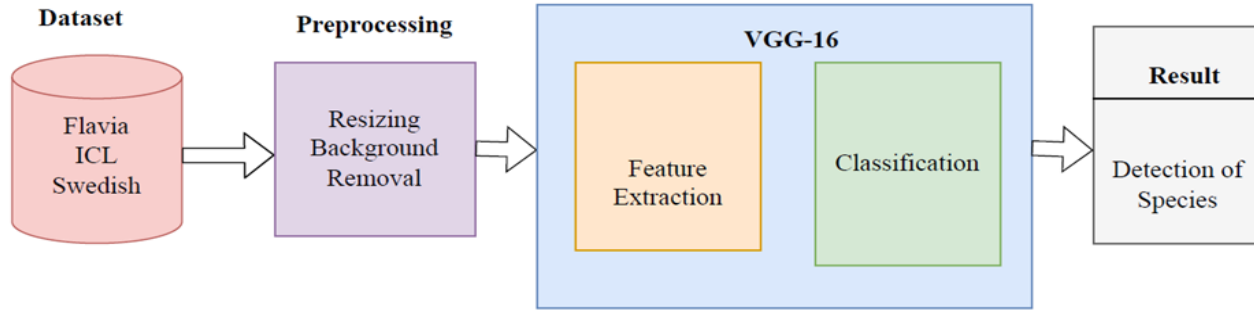 Dataset
Flavia
ICL
Swedish
Preprocessing
Resizing
Background
Removal
VGG-16
Feature
Extraction
Classification
Result
Detection of
Species